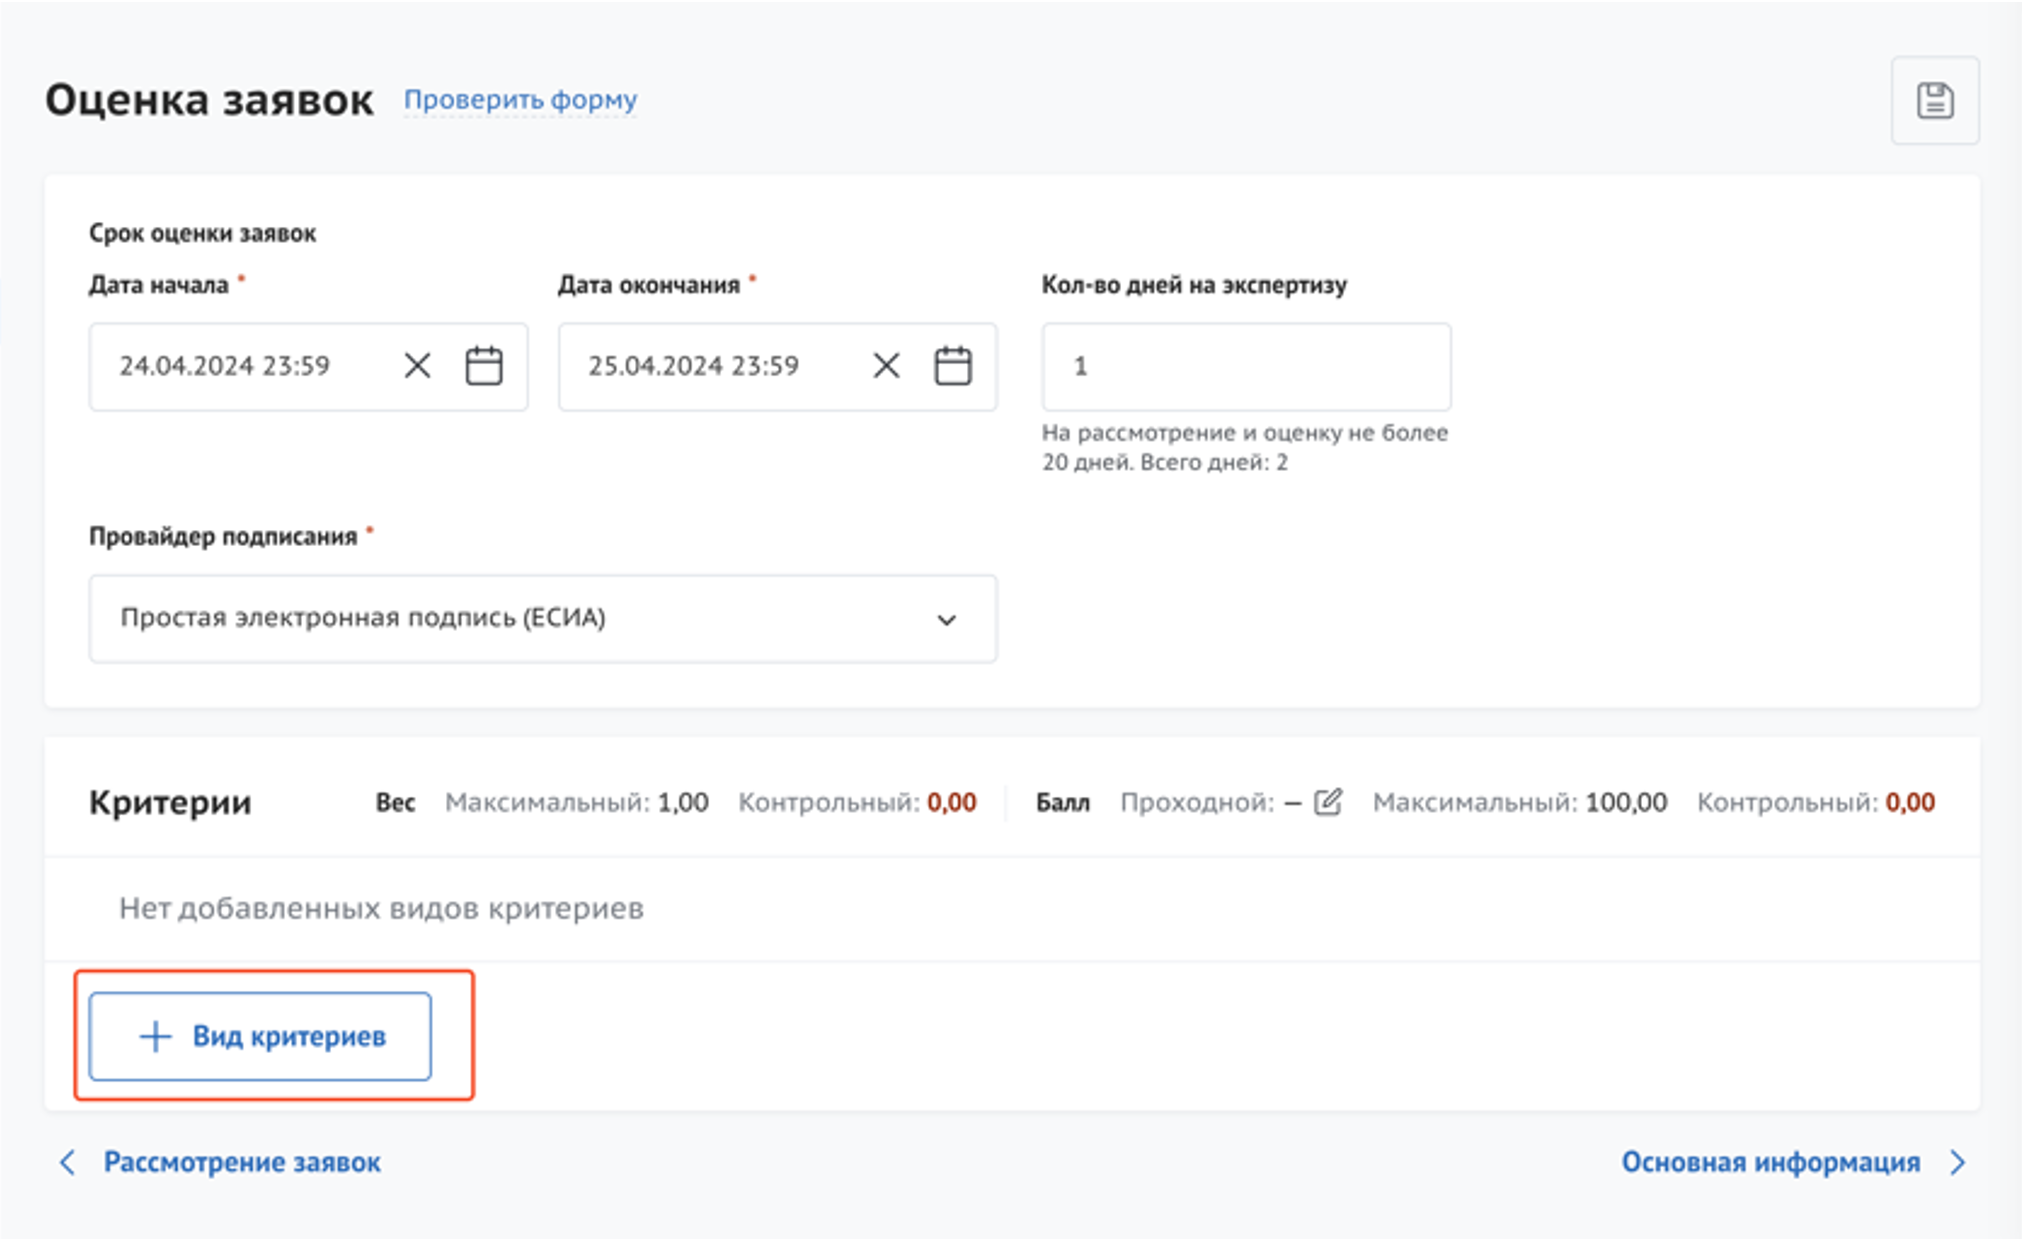 Оценка заявок Проверить форму
Срок оценки заявок
Дата начала * Дата окончания * Кол-во дней на экспертизу
24.04.2024 23:59 25.04.2024 23:59 1
На рассмотрение и оценку не более
20 дней. Всего дней: 2
Провайдер подписания *
Простая электронная подпись (ЕСИА)
Критерии Вес Максимальный: 1,00 Контрольный: 0,00 Балл Проходной: – Максимальный: 100,00 Контрольный: 0,00
Нет добавленных видов критериев
+ Вид критериев
Рассмотрение заявок Основная информация